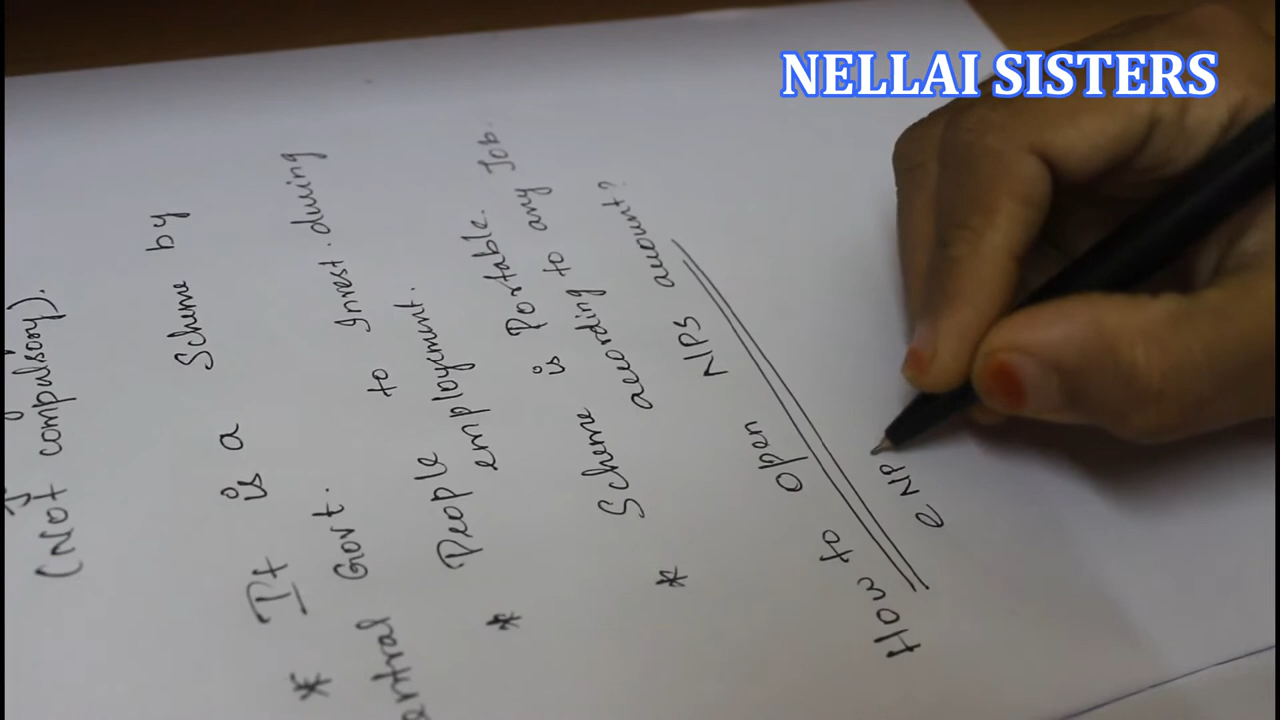 NELLAI SISTERS
(Not compulsory).
* It is a Scheme by
Central Govt. to Invest during
* People employment.
Scheme is Portable.
* according to any Job.
How to open NPS account?
eNP